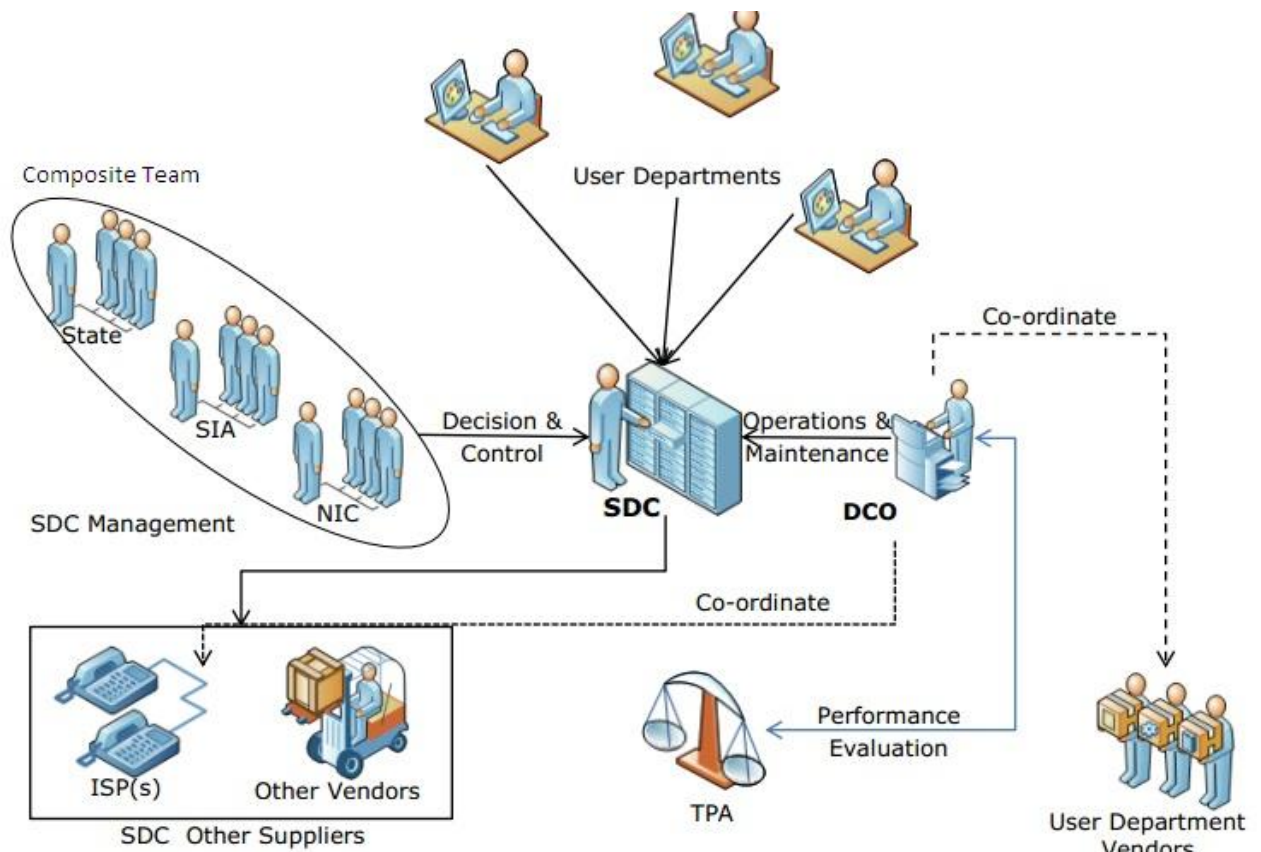 User Departments
Composite Team
State
SIA
NIC
SDC Management
Decision &
Control
SDC
Operations &
Maintenance
DCO
Co-ordinate
Co-ordinate
ISP(s)
Other Vendors
SDC Other Suppliers
Performance
Evaluation
TPA
User Department
Vendors